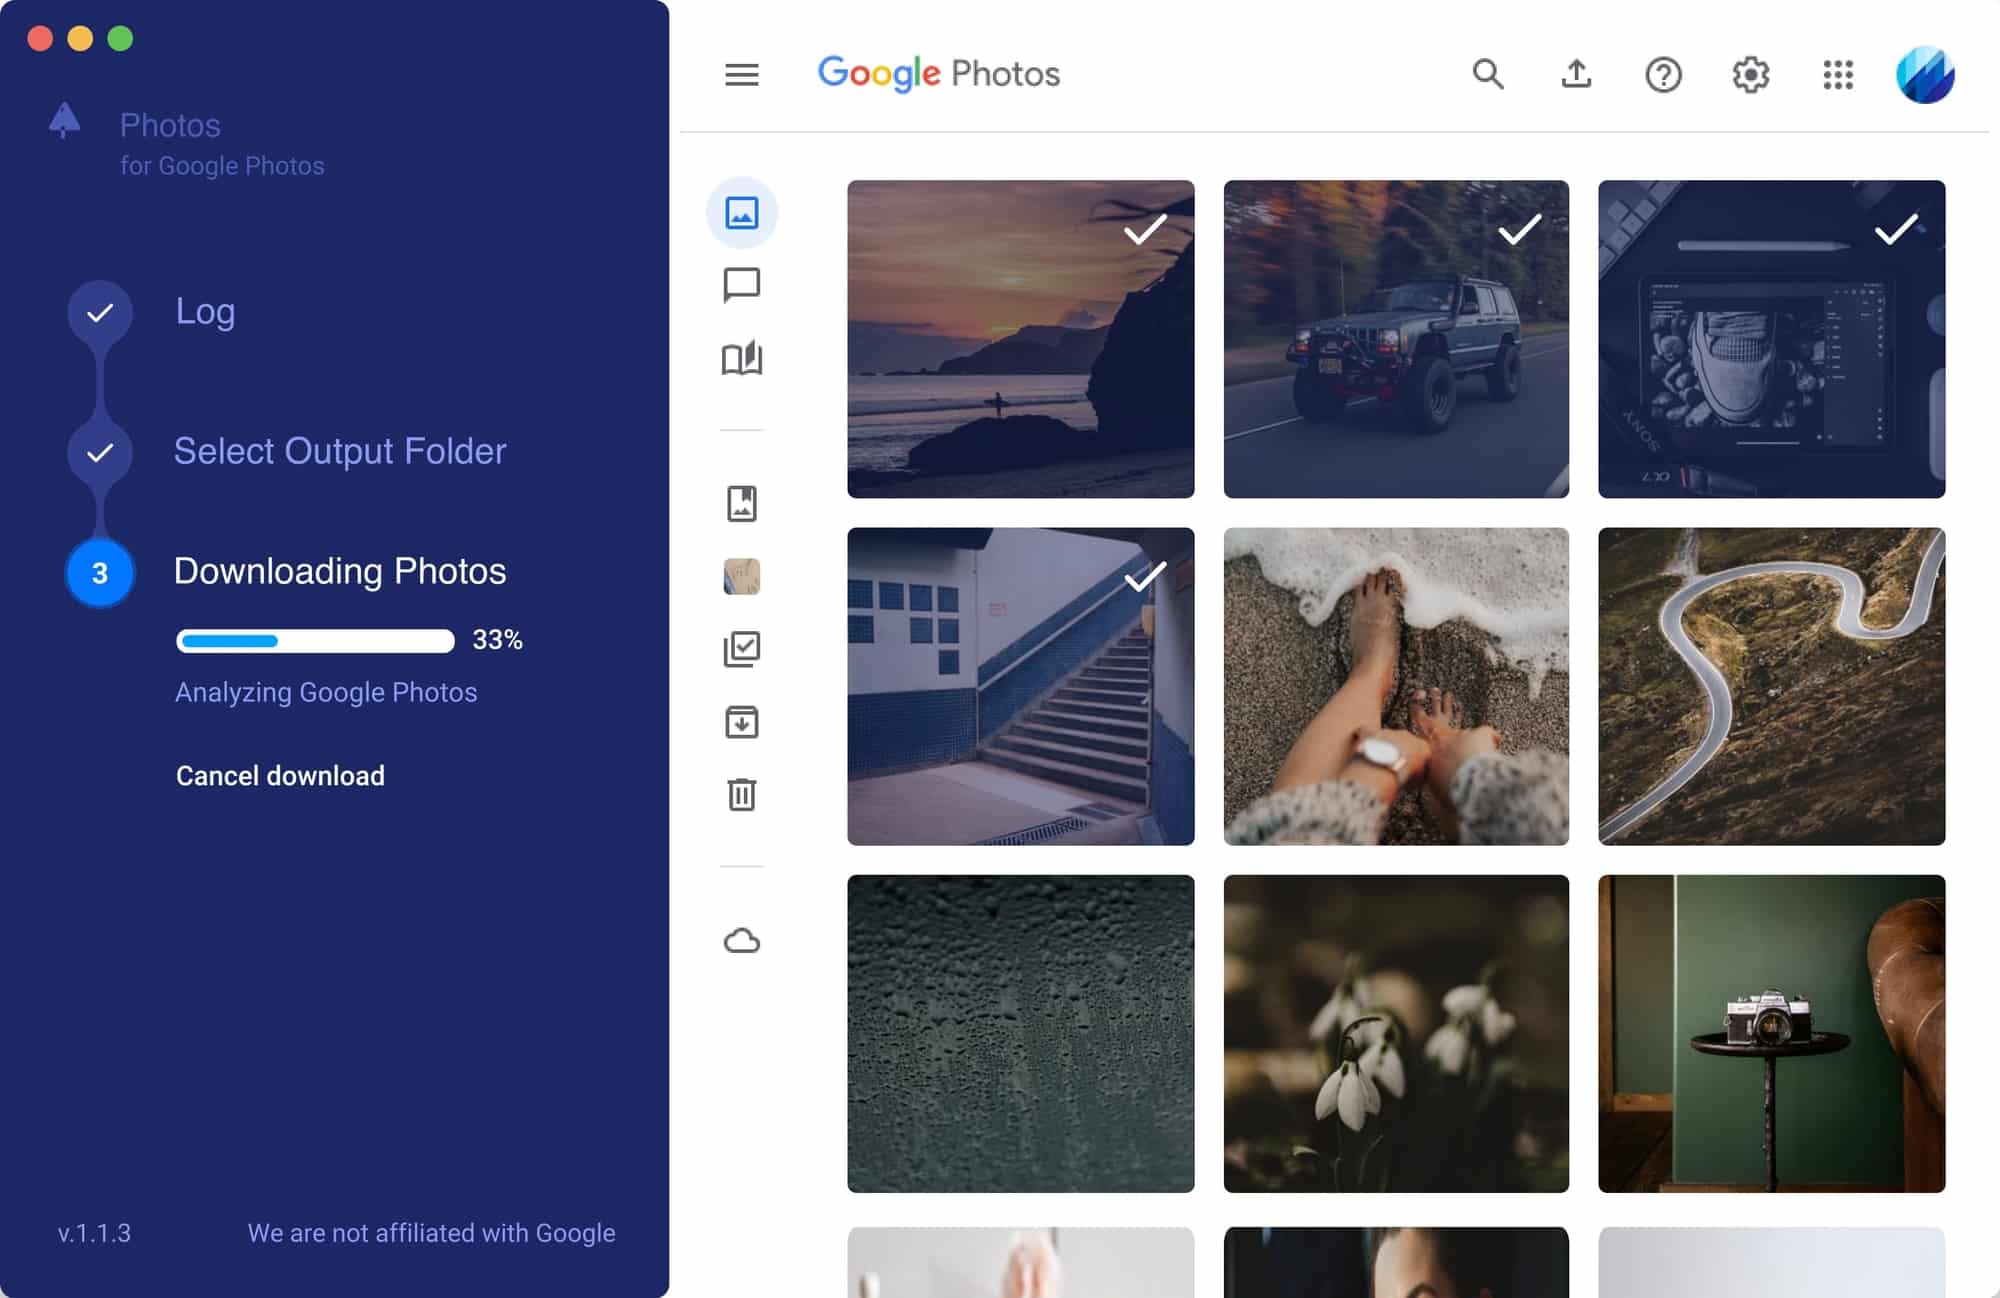 Photos
for Google Photos
Log
Select Output Folder
3
Downloading Photos
33%
Analyzing Google Photos
Cancel download
v.1.1.3
We are not affiliated with Google
Google Photos
SONY